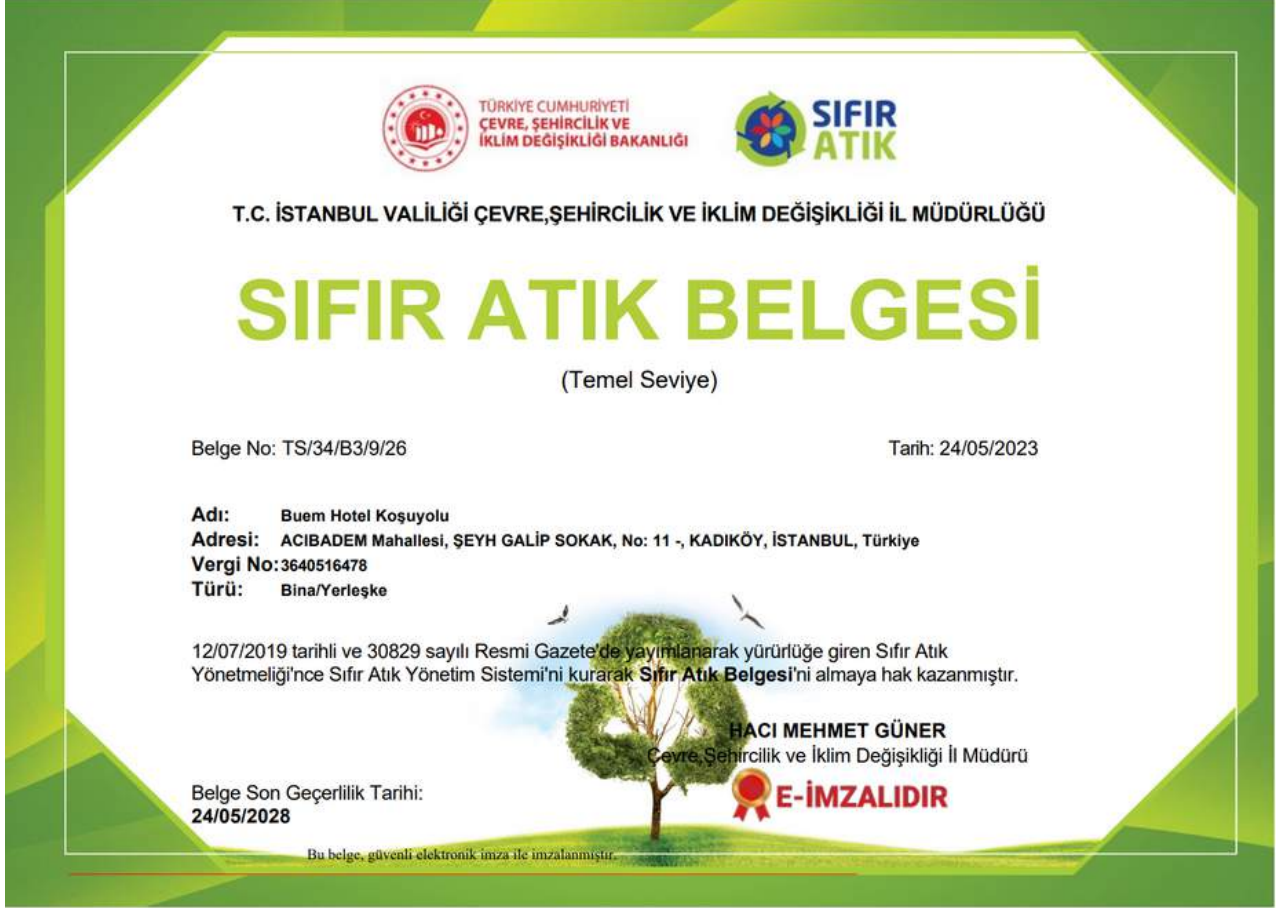 TÜRKİYE CUMHURİYETİ
ÇEVRE, ŞEHİRCİLİK VE
İKLİM DEĞİŞİKLİĞİ BAKANLIĞI
SIFIR
ATIK
T.C. İSTANBUL VALİLİĞİ ÇEVRE,ŞEHİRCİLİK VE İKLİM DEĞİŞİKLİĞİ İL MÜDÜRLÜĞÜ
SIFIR ATIK BELGESİ
(Temel Seviye)
Belge No: TS/34/B3/9/26 Tarih: 24/05/2023
Adı: Buem Hotel Koşuyolu
Adresi: ACIBADEM Mahallesi, ŞEYH GALİP SOKAK, No: 11 -, KADIKÖY, İSTANBUL, Türkiye
Vergi No: 3640516478
Türü: Bina/Yerleşke
12/07/2019 tarihli ve 30829 sayılı Resmi Gazete'de yayımlanarak yürürlüğe giren Sıfır Atık
Yönetmeliği'nce Sıfır Atık Yönetim Sistemi'ni kurarak Sıfır Atık Belgesi'ni almaya hak kazanmıştır.
HACI MEHMET GÜNER
Çevre,Şehircilik ve İklim Değişikliği İl Müdürü
E-İMZALIDIR
Belge Son Geçerlilik Tarihi:
24/05/2028
Bu belge, güvenli elektronik imza ile imzalanmıştır.